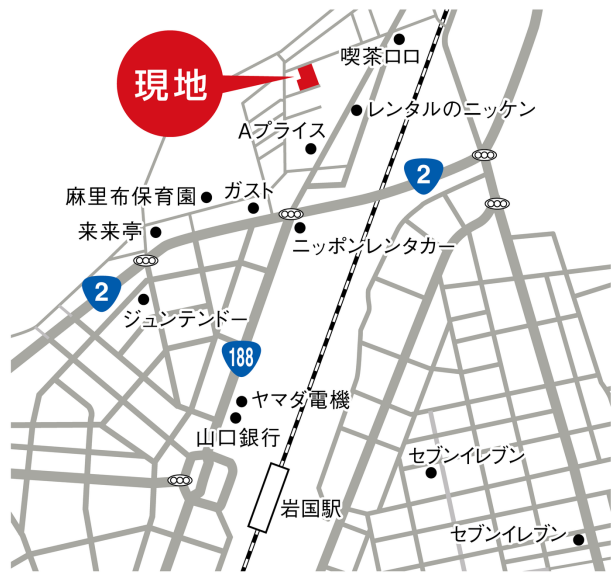 喫茶ロロ
現地
レンタルのニッケン
Aプライス
2
麻里布保育園
ガスト
来来亭
ニッポンレンタカー
2
ジュンテンドー
188
ヤマダ電機
山口銀行
セブンイレブン
岩国駅
セブンイレブン